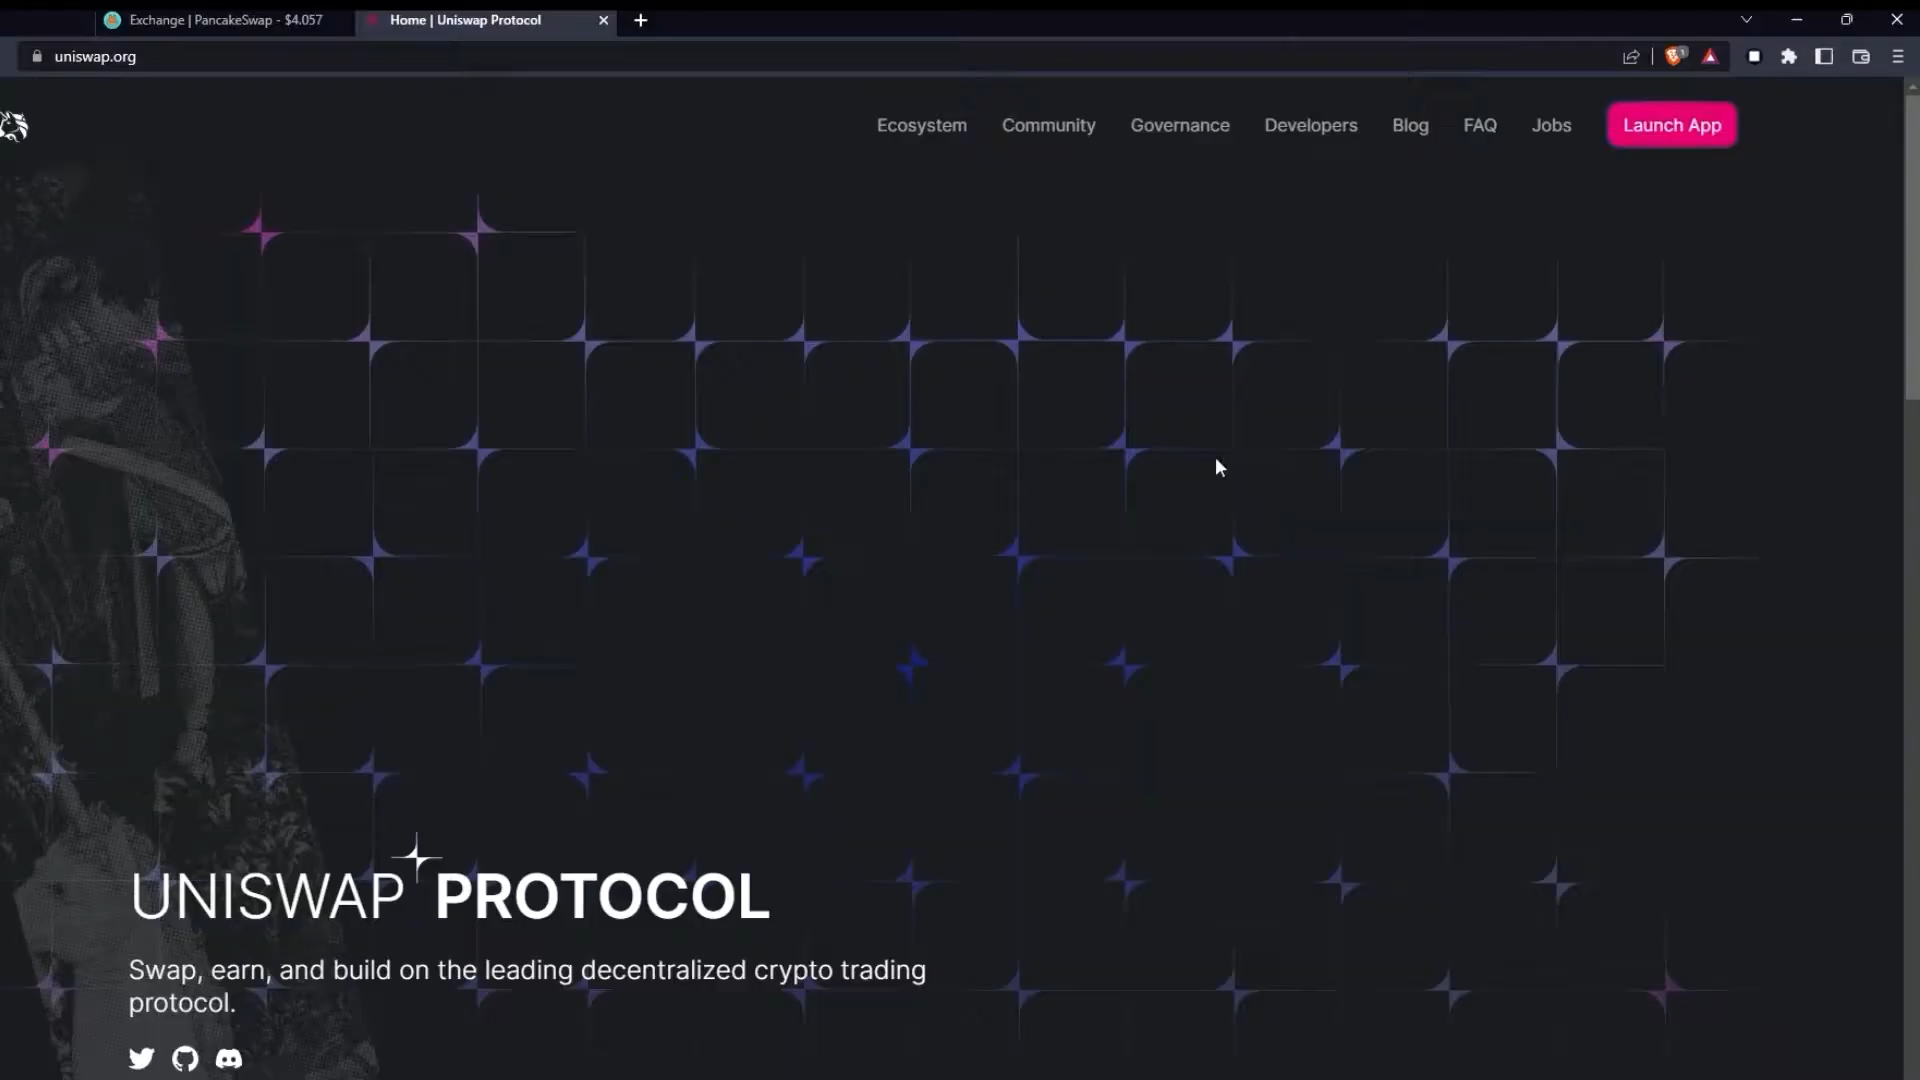 Exchange | PancakeSwap - $4.057
Home | Uniswap Protocol
uniswap.org
1
Ecosystem
Community
Governance
Developers
Blog
FAQ
Jobs
Launch App
UNISWAP PROTOCOL
Swap, earn, and build on the leading decentralized crypto trading
protocol.